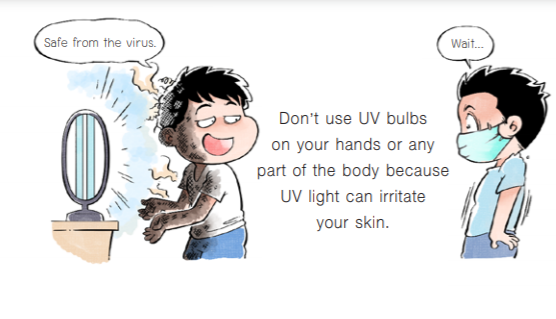 Safe from the virus.
Wait...
Don't use UV bulbs
on your hands or any
part of the body because
UV light can irritate
your skin.